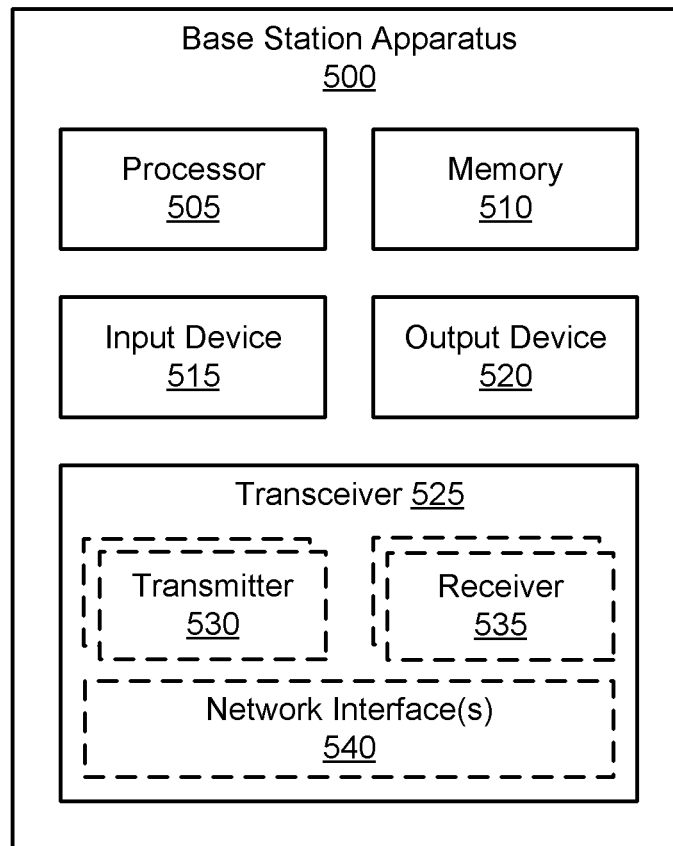 Base Station Apparatus
500
Processor
505
Memory
510
Input Device
515
Output Device
520
Transceiver 525
Transmitter
530
Receiver
535
Network Interface(s)
540